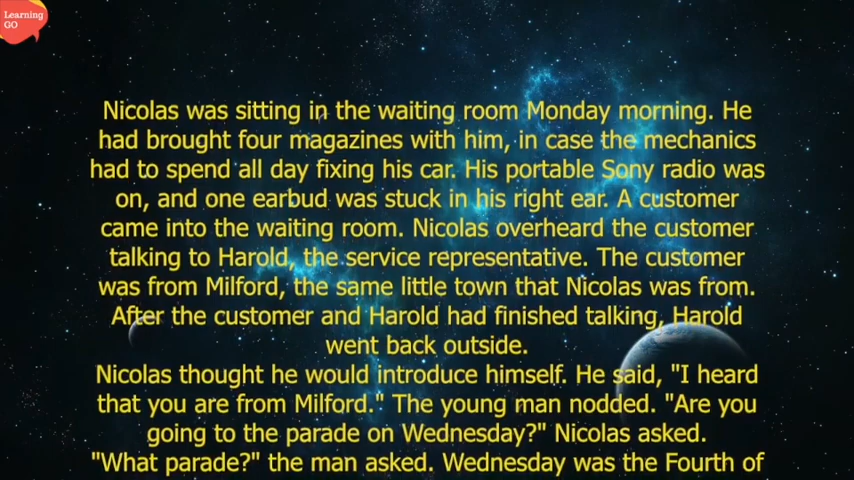 Learning
GO
Nicolas was sitting in the waiting room Monday morning. He
had brought four magazines with him, in case the mechanics
had to spend all day fixing his car. His portable Sony radio was
on, and one earbud was stuck in his right ear. A customer
came into the waiting room. Nicolas overheard the customer
talking to Harold, the service representative. The customer
was from Milford, the same little town that Nicolas was from.
After the customer and Harold had finished talking, Harold
went back outside.
Nicolas thought he would introduce himself. He said, "I heard
that you are from Milford." The young man nodded. "Are you
going to the parade on Wednesday?" Nicolas asked.
"What parade?" the man asked. Wednesday was the Fourth of